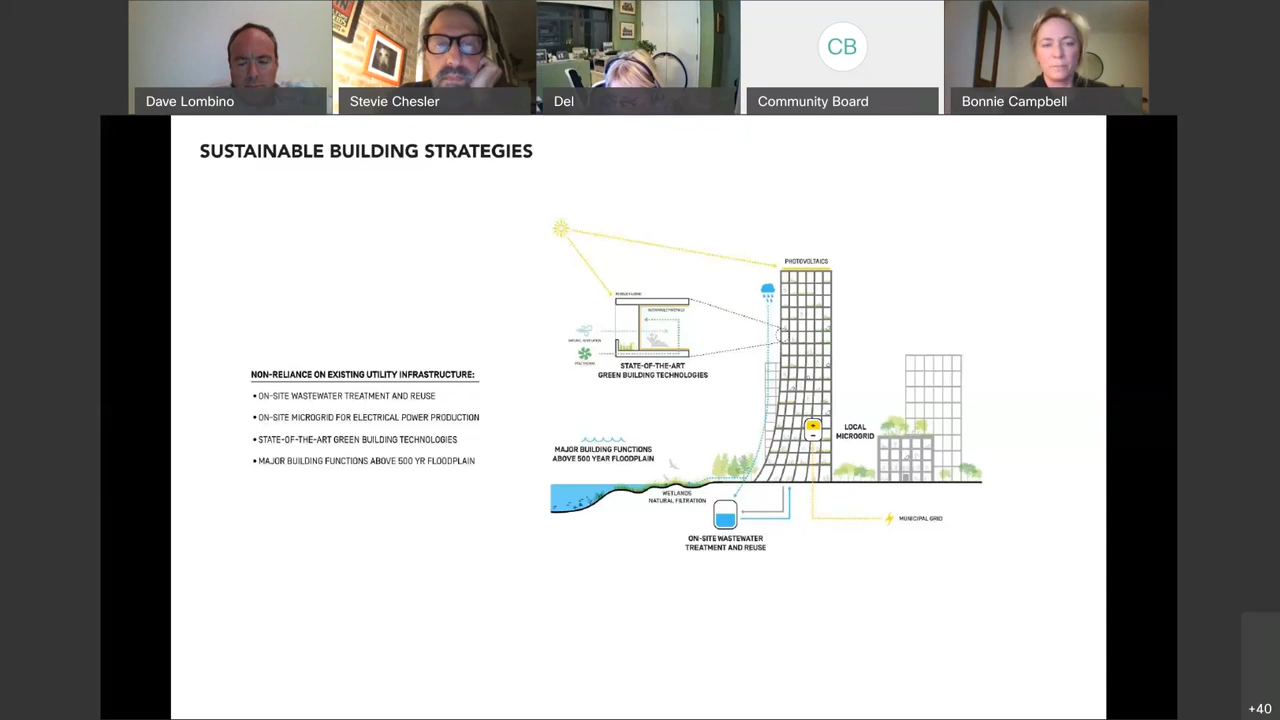 Dave Lombino
Stevie Chesler
Del
CB
Community Board
Bonnie Campbell
SUSTAINABLE BUILDING STRATEGIES
NON-RELIANCE ON EXISTING UTILITY INFRASTRUCTURE:
• ON-SITE WASTEWATER TREATMENT AND REUSE
• ON-SITE MICROGRID FOR ELECTRICAL POWER PRODUCTION
• STATE-OF-THE-ART GREEN BUILDING TECHNOLOGIES
• MAJOR BUILDING FUNCTIONS ABOVE 500 YR FLOODPLAIN
PHOTOVOLTAICS
STATE-OF-THE-ART
GREEN BUILDING TECHNOLOGIES
MAJOR BUILDING FUNCTIONS
ABOVE 500 YEAR FLOODPLAIN
LOCAL
MICROGRID
WETLANDS
NATURAL FILTRATION
MUNICIPAL GRID
ON-SITE WASTEWATER
TREATMENT AND REUSE
+40